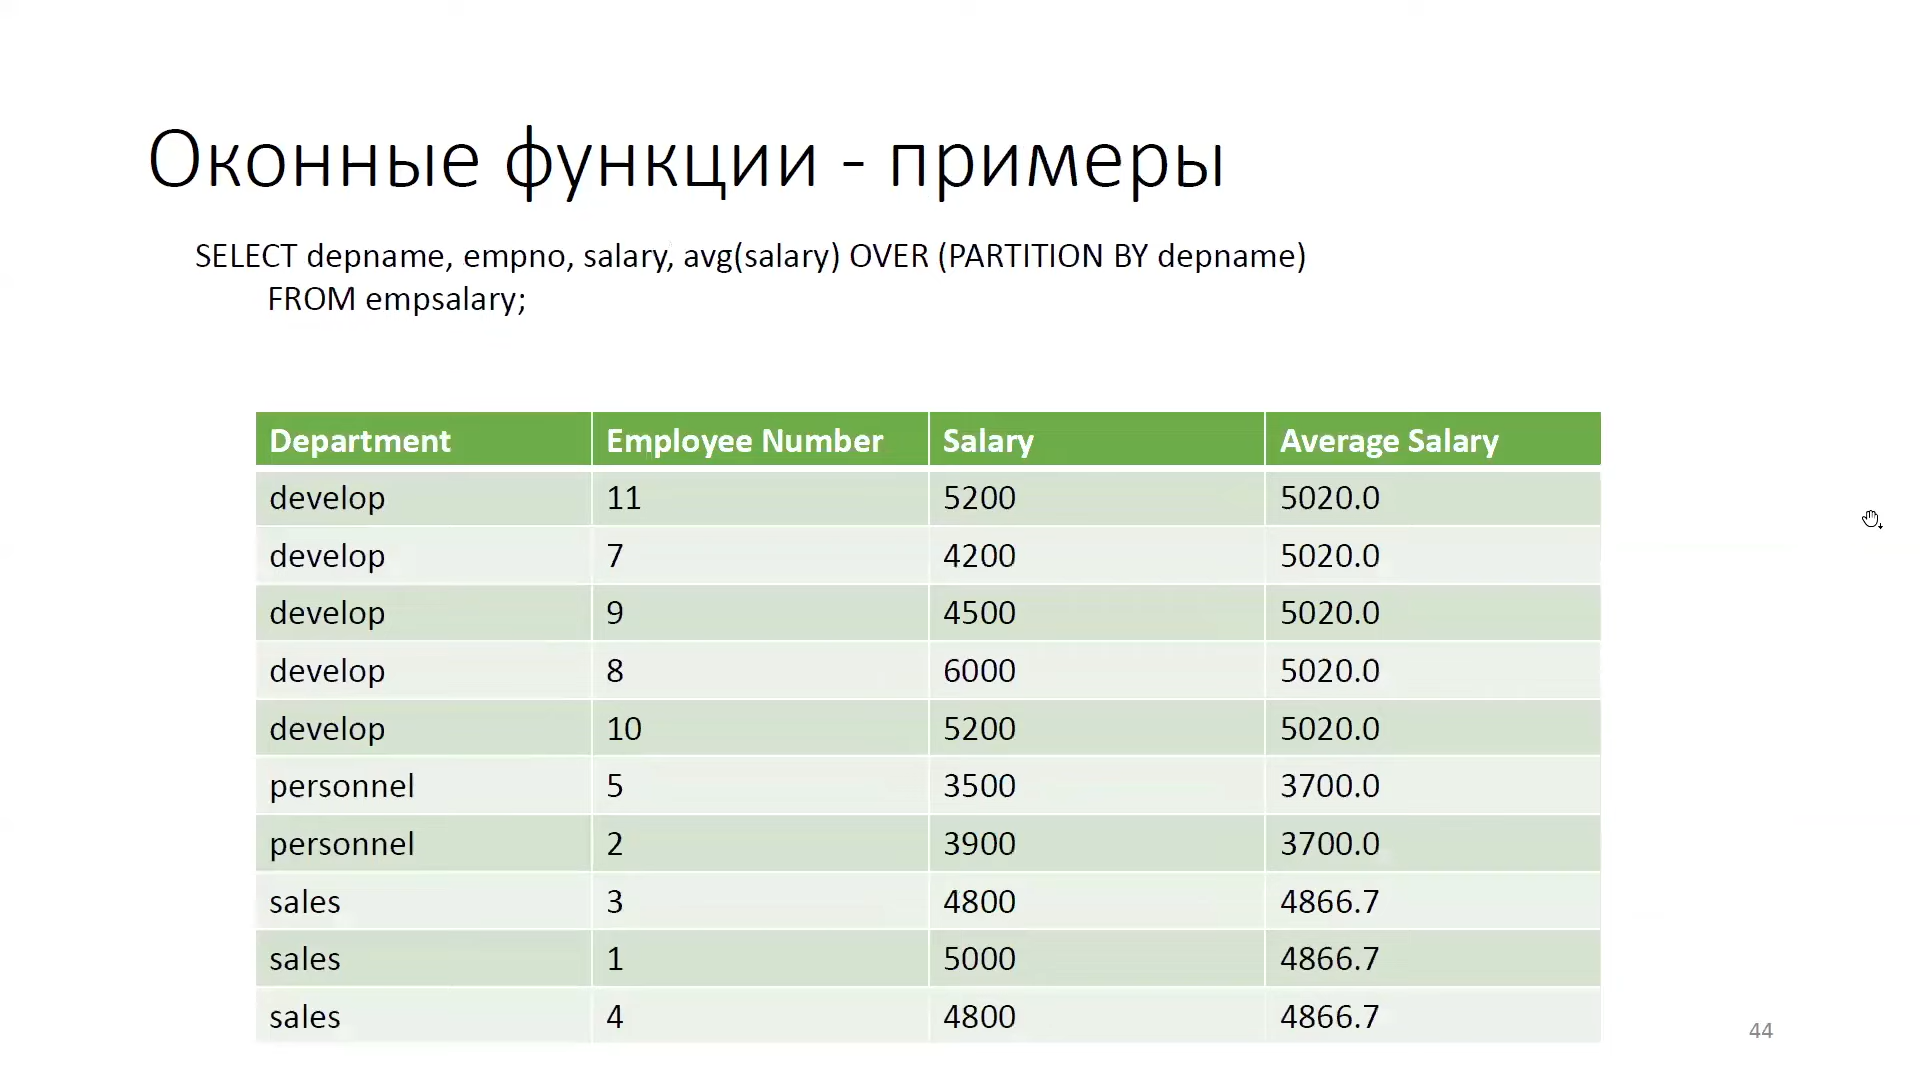 Оконные функции - примеры
SELECT depname, empno, salary, avg(salary) OVER (PARTITION BY depname)
FROM empsalary;
Department Employee Number Salary Average Salary
develop 11 5200 5020.0
develop 7 4200 5020.0
develop 9 4500 5020.0
develop 8 6000 5020.0
develop 10 5200 5020.0
personnel 5 3500 3700.0
personnel 2 3900 3700.0
sales 3 4800 4866.7
sales 1 5000 4866.7
sales 4 4800 4866.7
44